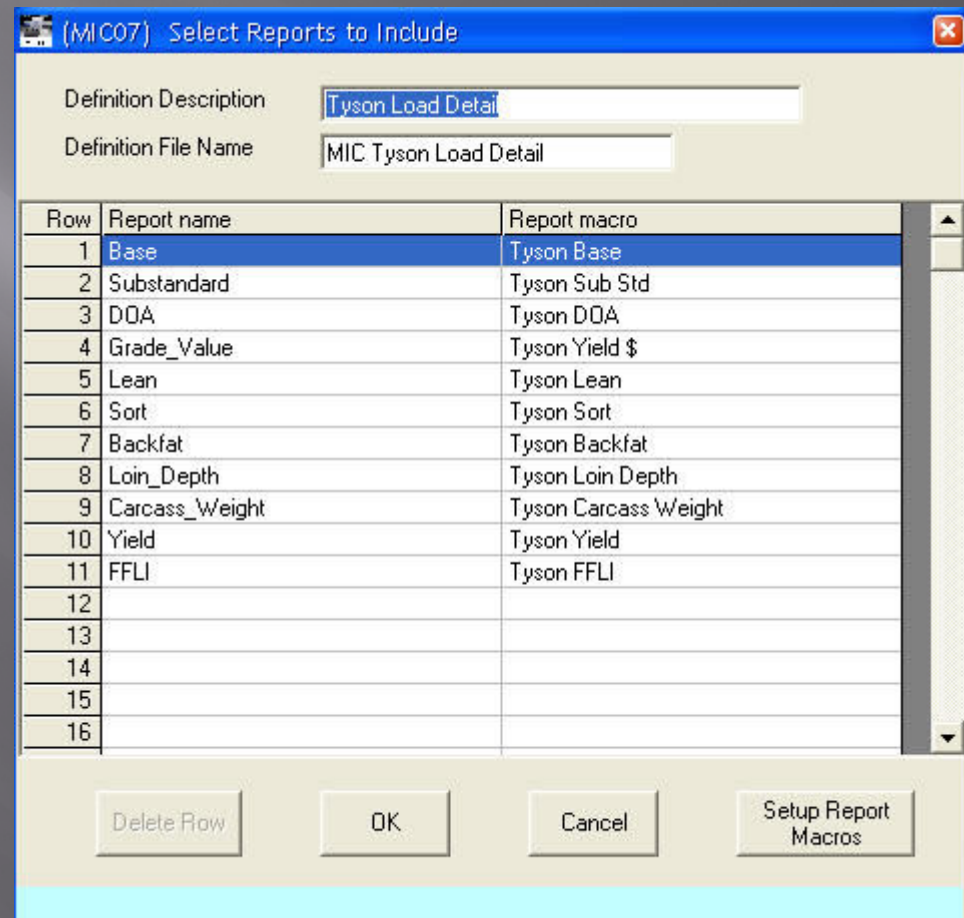 (MIC07) Select Reports to Include
Definition Description Tyson Load Detail
Definition File Name MIC Tyson Load Detail
Row Report name Report macro
1 Base Tyson Base
2 Substandard Tyson Sub Std
3 DOA Tyson DOA
4 Grade_Value Tyson Yield $
5 Lean Tyson Lean
6 Sort Tyson Sort
7 Backfat Tyson Backfat
8 Loin_Depth Tyson Loin Depth
9 Carcass_Weight Tyson Carcass Weight
10 Yield Tyson Yield
11 FFLI Tyson FFLI
12
13
14
15
16
Delete Row OK Cancel Setup Report
Macros